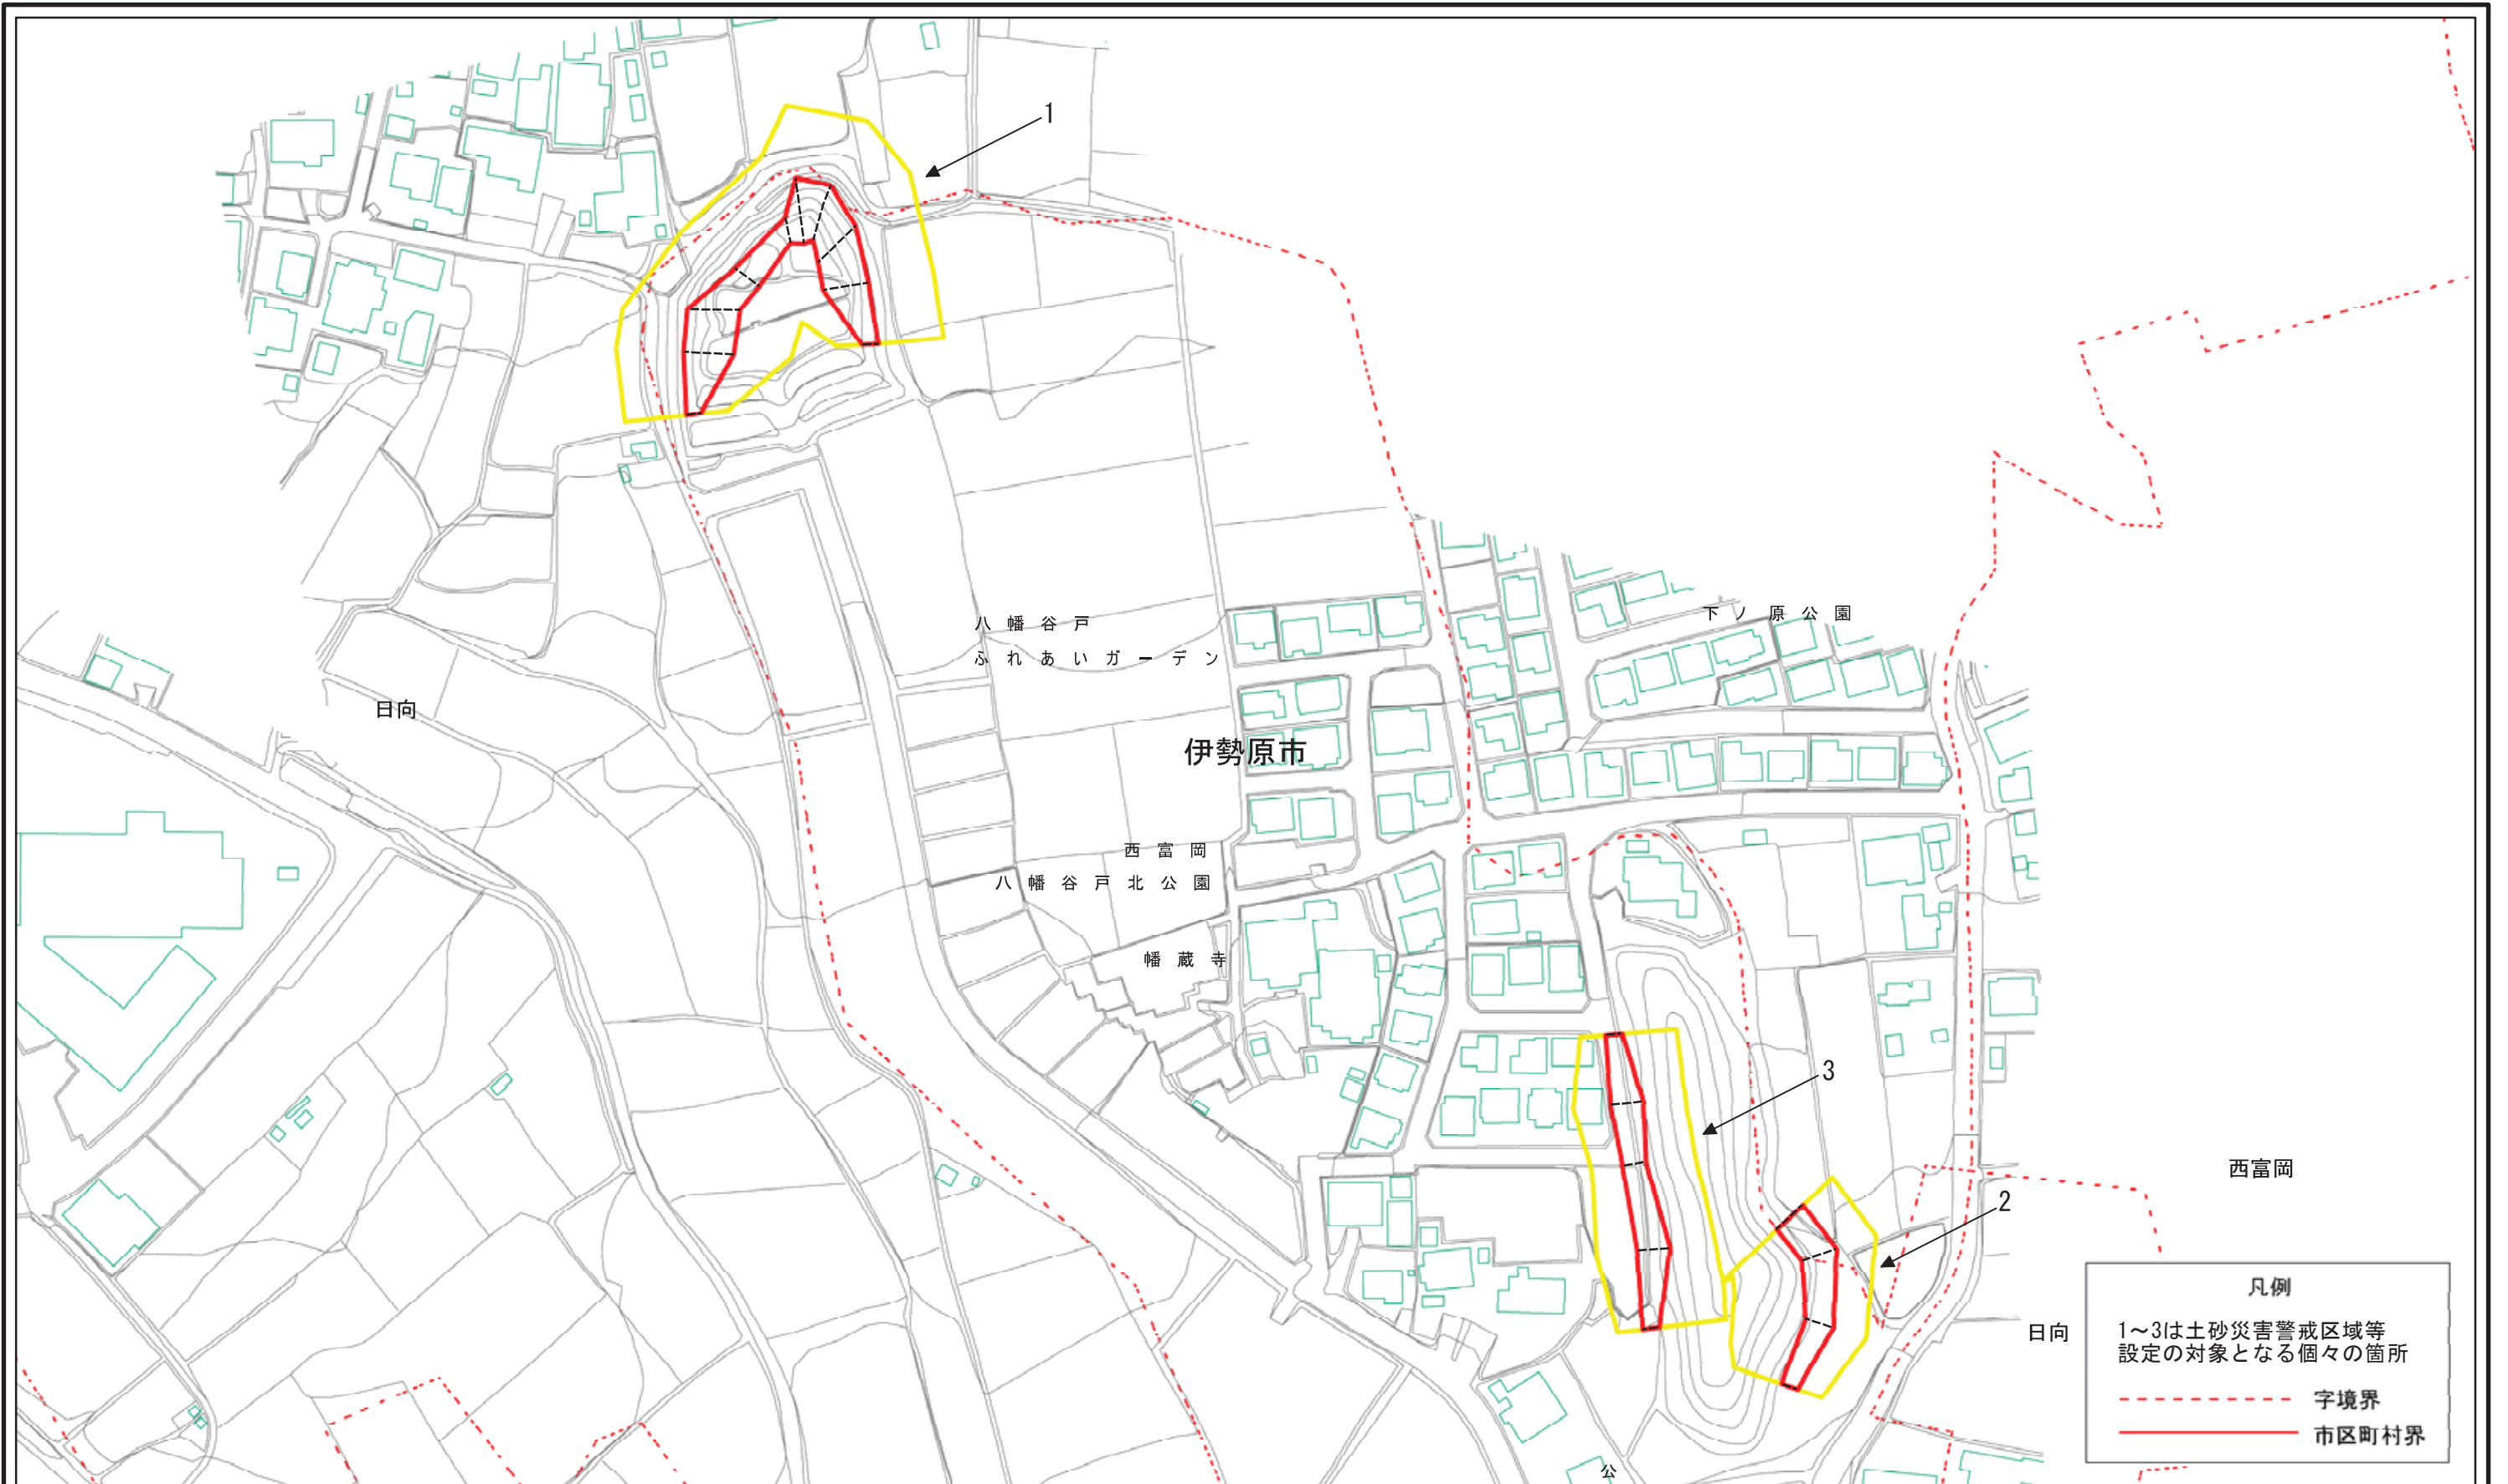 1
八幡谷戸
ふれあいガーデン
下ノ原公園
日向
伊勢原市
西富岡
八幡谷戸北公園
幡蔵寺
3
西富岡
2
日向
公
凡例
1～3は土砂災害警戒区域等
設定の対象となる個々の箇所
字境界
市区町村界